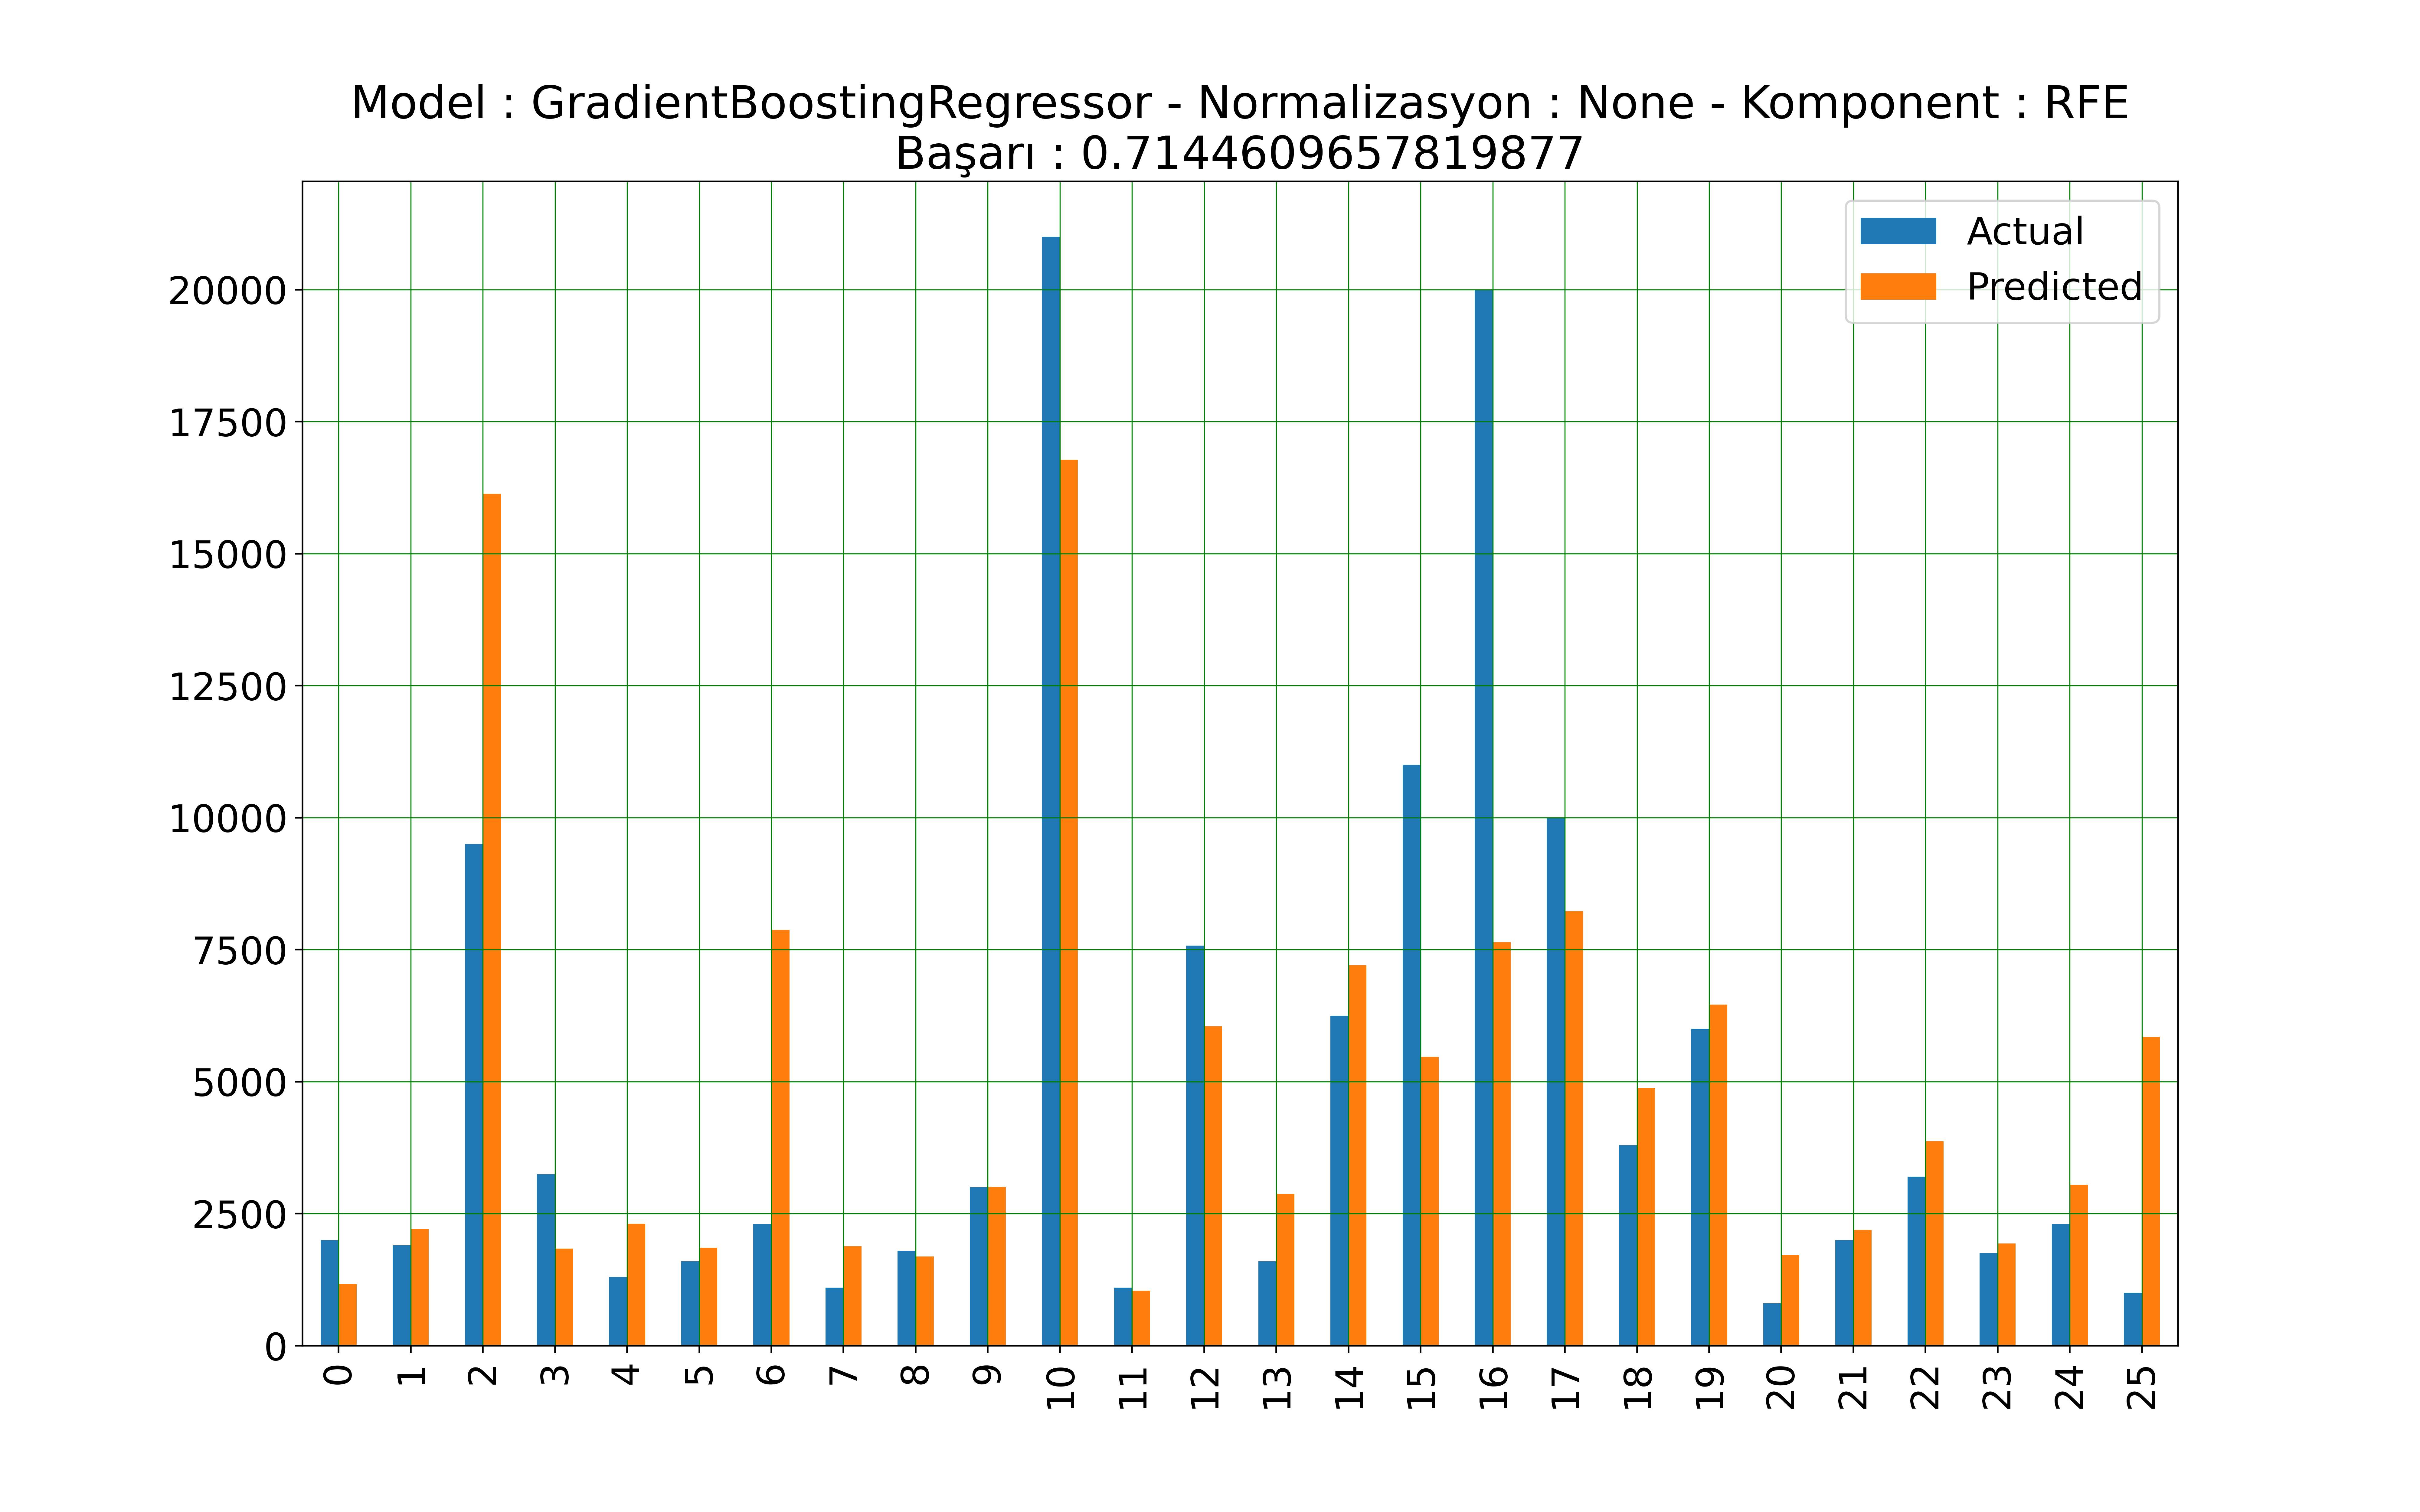 Model : GradientBoostingRegressor - Normalizasyon : None - Komponent : RFE
Başarı : 0.7144609657819877
Actual
Predicted
20000
17500
15000
12500
10000
7500
5000
2500
0
0 1 2 3 4 5 6 7 8 9 10 11 12 13 14 15 16 17 18 19 20 21 22 23 24 25